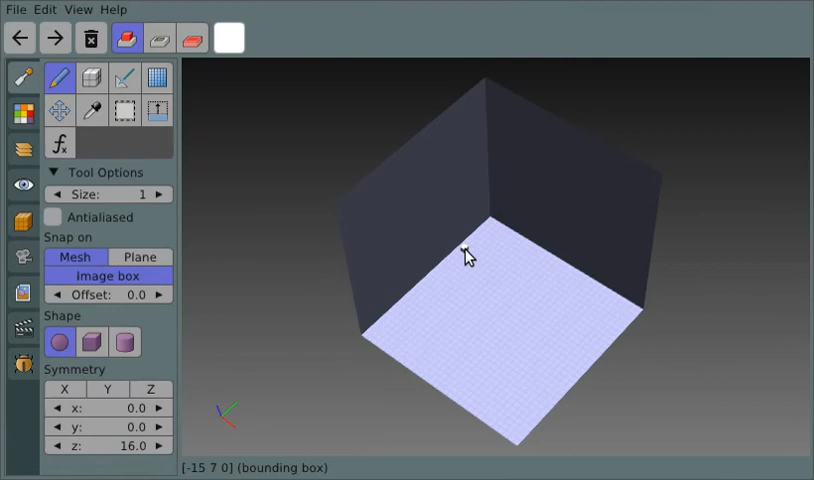 File Edit View Help
Tool Options
Size: 1
Antialiased
Snap on
Mesh Plane
Image box
Offset: 0.0
Shape
Symmetry
X Y Z
x: 0.0
y: 0.0
z: 16.0
[-15 7 0] (bounding box)